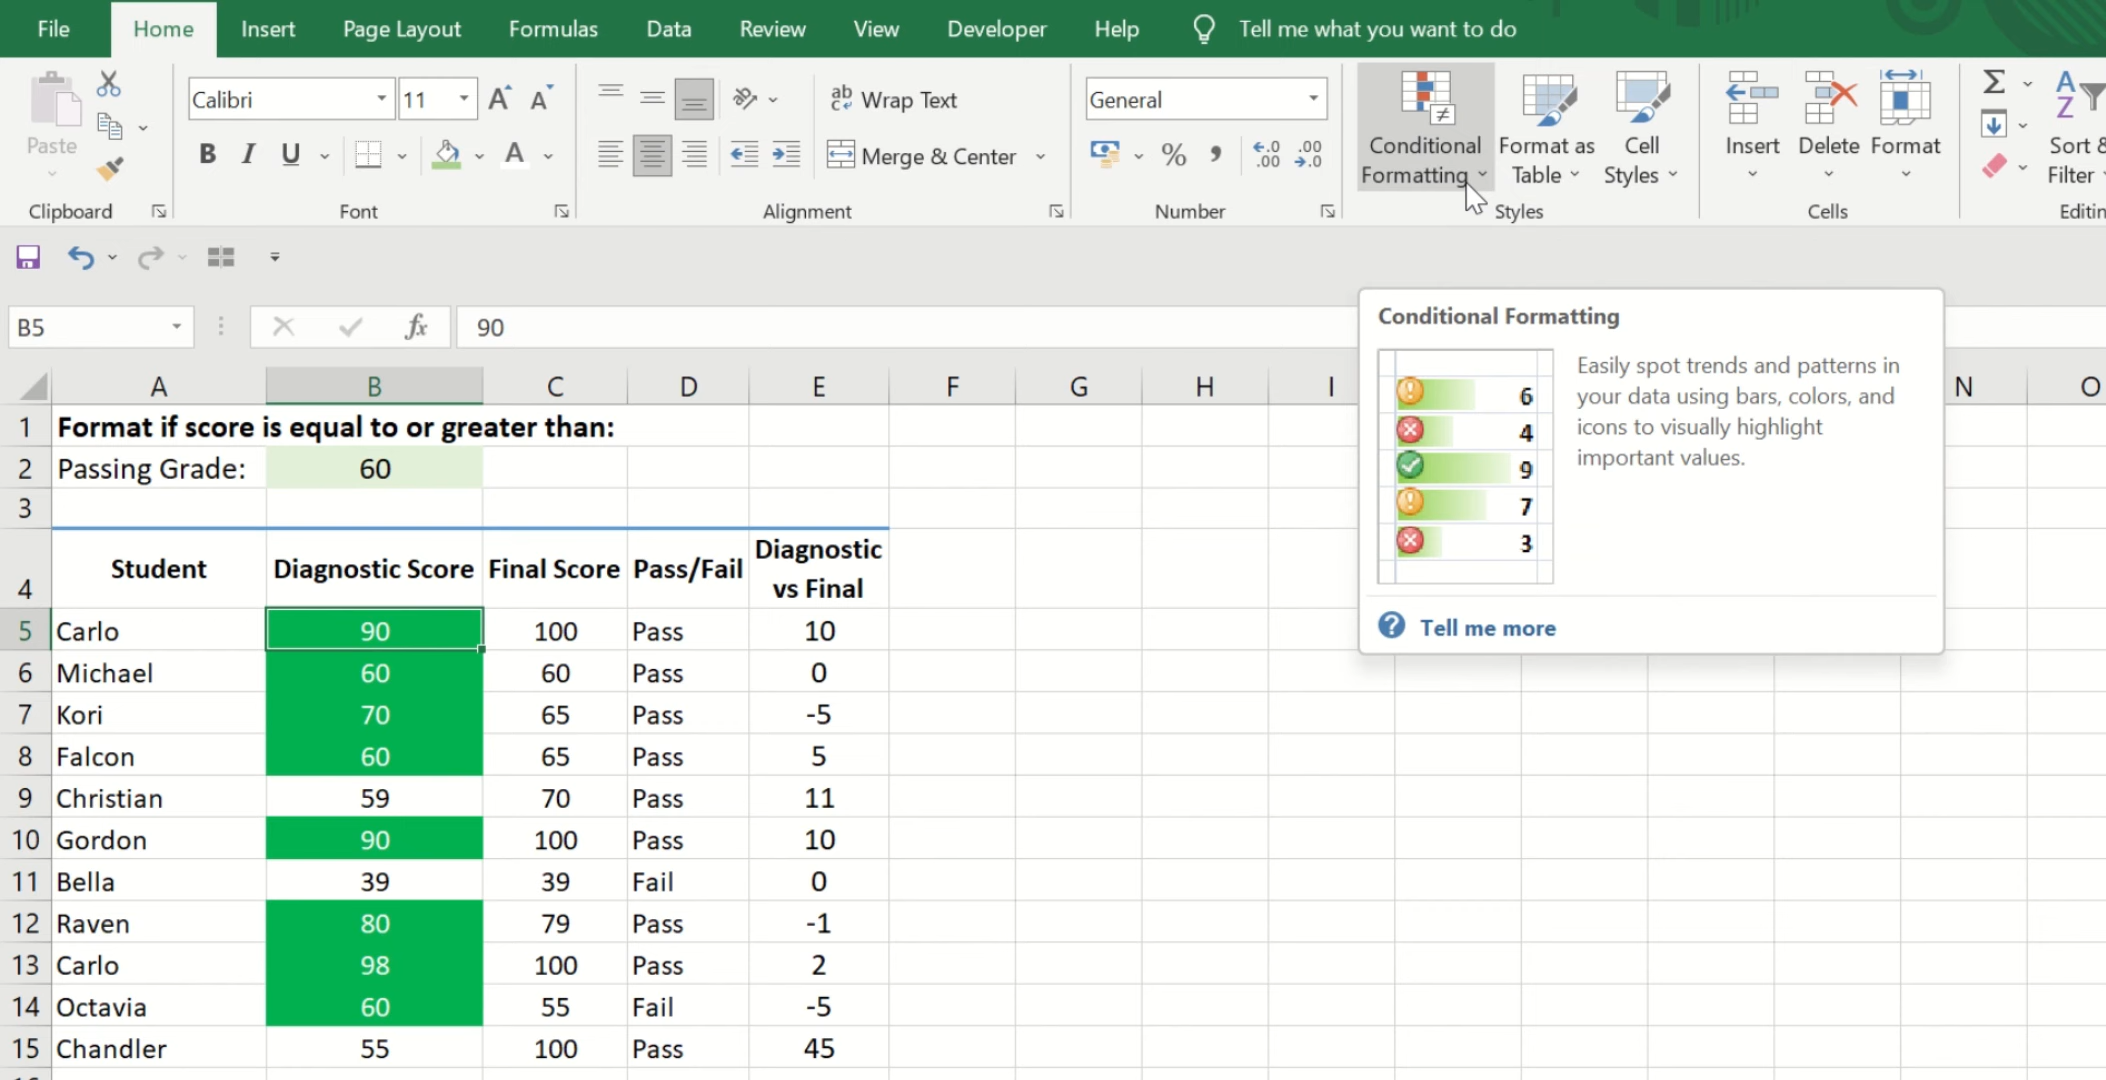 File Home Insert Page Layout Formulas Data Review View Developer Help Tell me what you want to do
Paste
Clipboard
Calibri 11
B I U A
Font
ab Wrap Text
Merge & Center
Alignment
General
% , .0 .00 .00 .0
Number
Conditional Formatting
Format as Table
Cell Styles
Styles
Insert Delete Format
Cells
Σ
A Z
Sort &
Filter
Editin
B5 fx 90
Conditional Formatting
6
4
9
7
3
Easily spot trends and patterns in
your data using bars, colors, and
icons to visually highlight
important values.
Tell me more
A B C D E F G H I N O
1 Format if score is equal to or greater than:
2 Passing Grade: 60
3
4 Student Diagnostic Score Final Score Pass/Fail Diagnostic vs Final
5 Carlo 90 100 Pass 10
6 Michael 60 60 Pass 0
7 Kori 70 65 Pass -5
8 Falcon 60 65 Pass 5
9 Christian 59 70 Pass 11
10 Gordon 90 100 Pass 10
11 Bella 39 39 Fail 0
12 Raven 80 79 Pass -1
13 Carlo 98 100 Pass 2
14 Octavia 60 55 Fail -5
15 Chandler 55 100 Pass 45